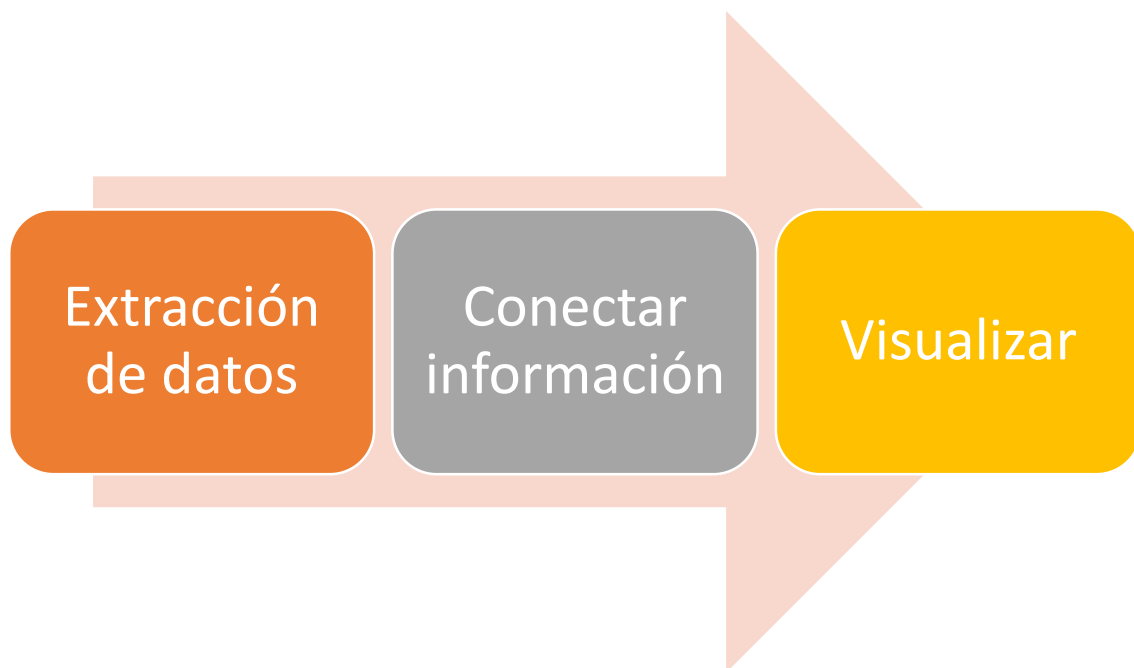 Extracción
de datos
Conectar
información
Visualizar